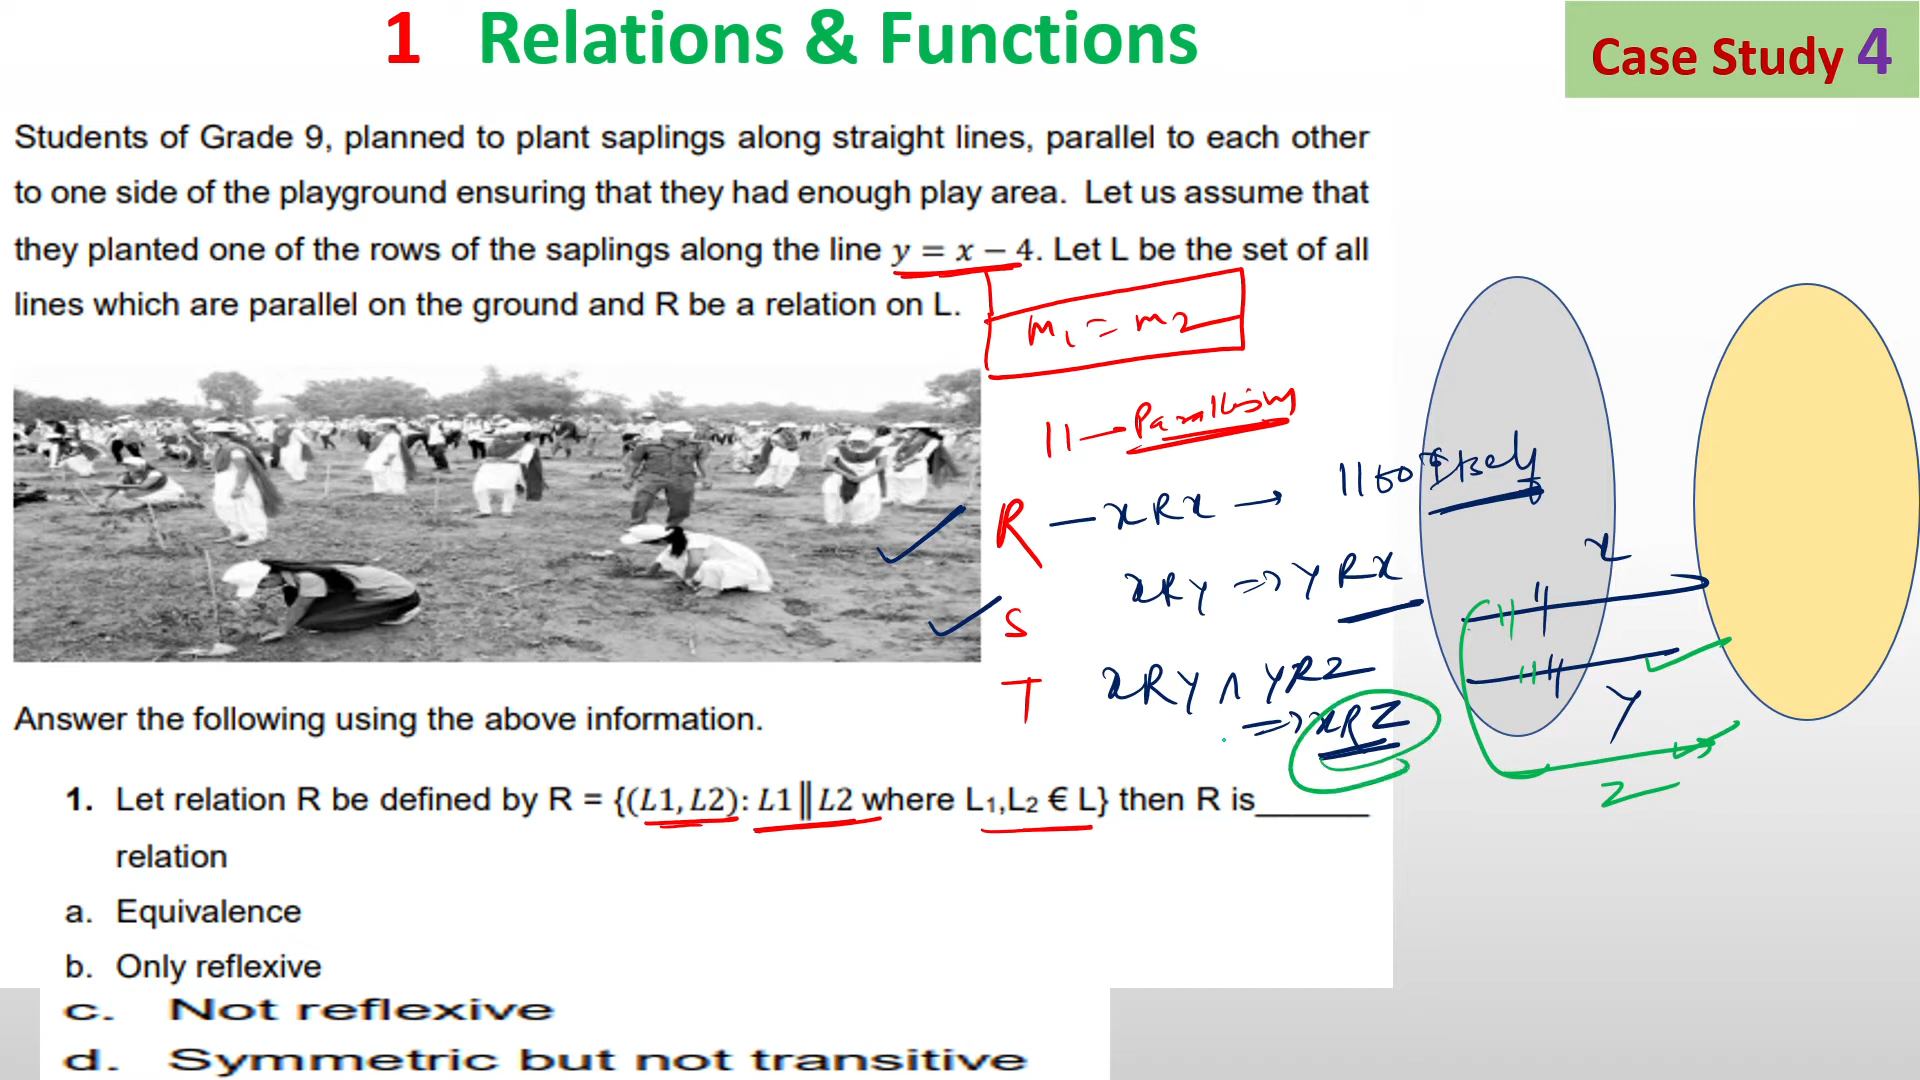 1 Relations & Functions
Case Study 4
Students of Grade 9, planned to plant saplings along straight lines, parallel to each other
to one side of the playground ensuring that they had enough play area. Let us assume that
they planted one of the rows of the saplings along the line y = x − 4. Let L be the set of all
lines which are parallel on the ground and R be a relation on L.
m₁ = m₂
|| — Parallelism
R — xRx → || to Itself
S xRy ⇒ yRx
T xRy ∧ yRz
⇒ xRz
x
y
z
Answer the following using the above information.
1. Let relation R be defined by R = {(L1, L2): L1 ∥ L2 where L₁,L₂ € L} then R is______
relation
a. Equivalence
b. Only reflexive
c. Not reflexive
d. Symmetric but not transitive